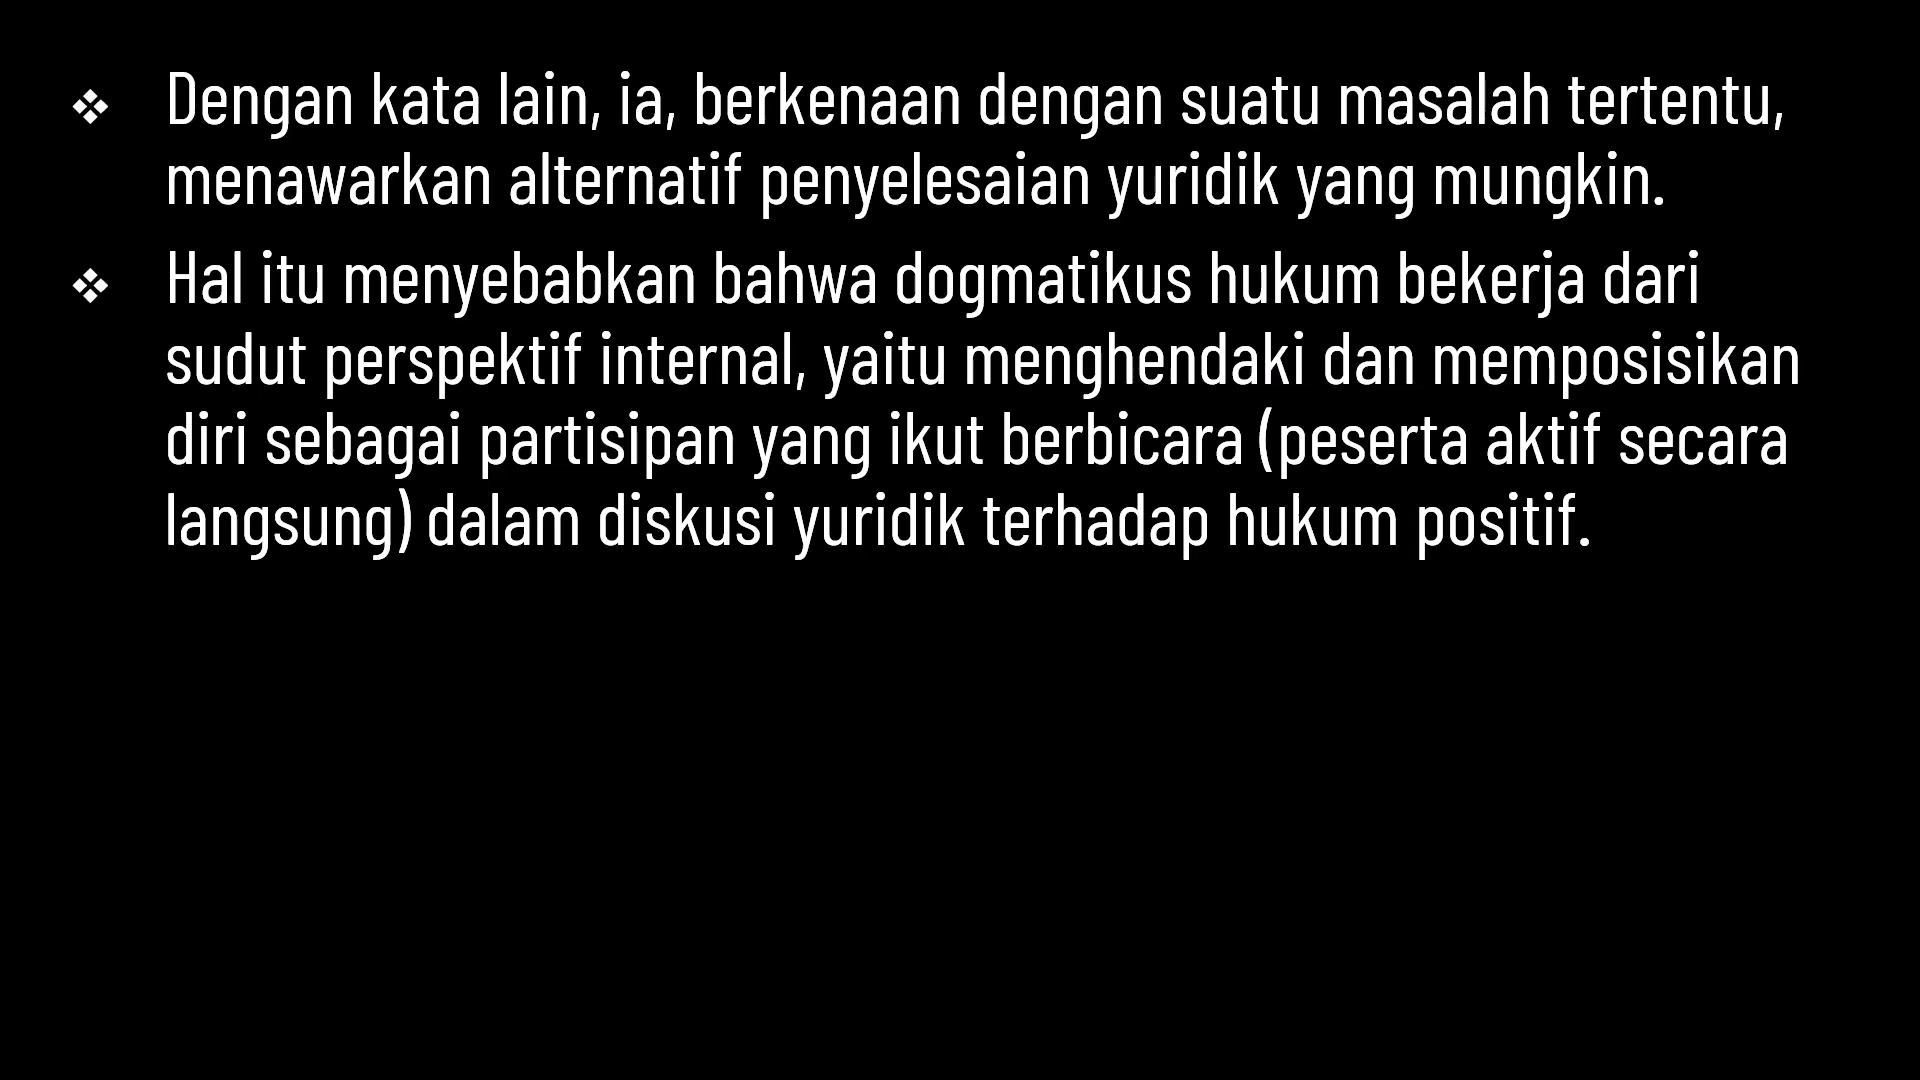 ❖ Dengan kata lain, ia, berkenaan dengan suatu masalah tertentu,
menawarkan alternatif penyelesaian yuridik yang mungkin.
❖ Hal itu menyebabkan bahwa dogmatikus hukum bekerja dari
sudut perspektif internal, yaitu menghendaki dan memposisikan
diri sebagai partisipan yang ikut berbicara (peserta aktif secara
langsung) dalam diskusi yuridik terhadap hukum positif.